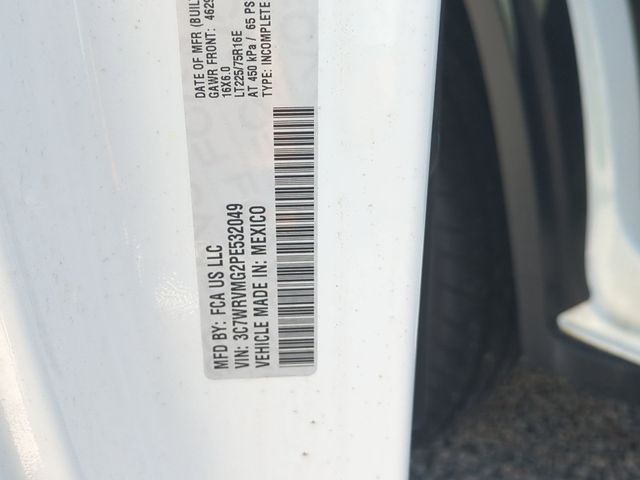 MFD BY: FCA US LLC
DATE OF MFR (BUIL
VIN: 3C7WRVMG2PE532049
GAWR FRONT: 4629
VEHICLE MADE IN: MEXICO
16X6.0
LT225/75R16E
AT 450 kPa / 65 PS
TYPE: INCOMPLETE